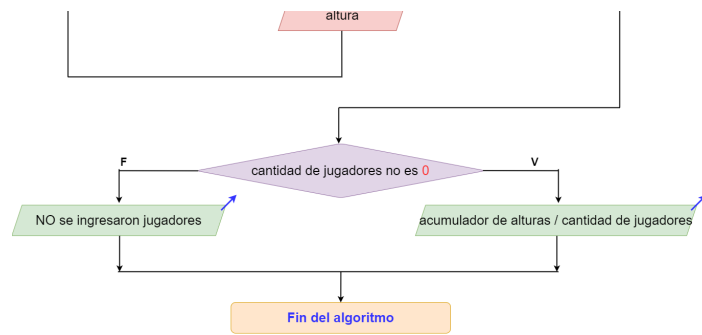 altura
cantidad de jugadores no es 0
F
V
NO se ingresaron jugadores
acumulador de alturas / cantidad de jugadores
Fin del algoritmo